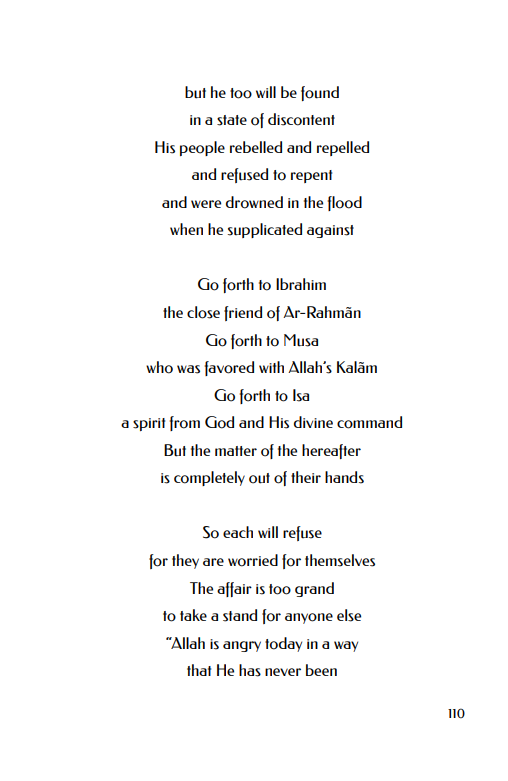 but he too will be found
in a state of discontent
His people rebelled and repelled
and refused to repent
and were drowned in the flood
when he supplicated against
Go forth to Ibrahim
the close friend of Ar-Rahmãn
Go forth to Musa
who was favored with Allah's Kalãm
Go forth to Isa
a spirit from God and His divine command
But the matter of the hereafter
is completely out of their hands
So each will refuse
for they are worried for themselves
The affair is too grand
to take a stand for anyone else
“Allah is angry today in a way
that He has never been
110